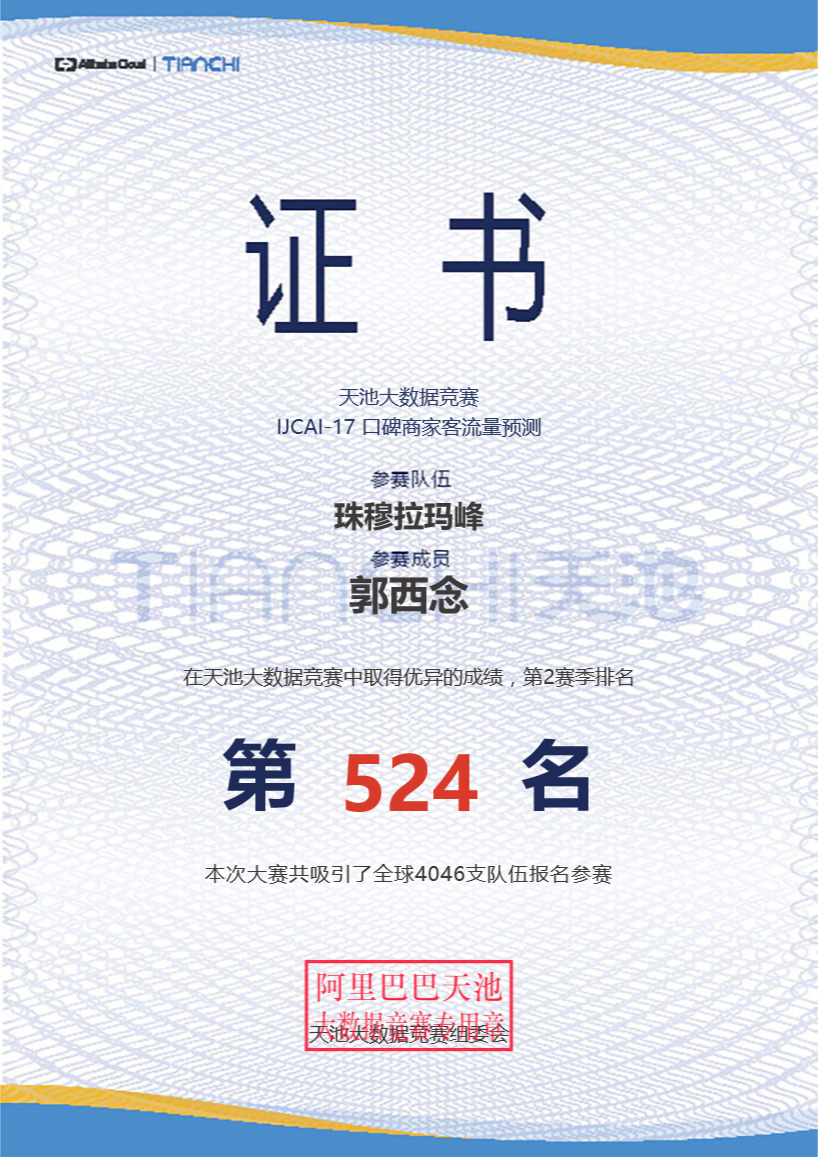 Alibaba Cloud | TIANCHI
证 书
天池大数据竞赛
IJCAI-17 口碑商家客流量预测
参赛队伍
珠穆拉玛峰
TIANCHI天池
参赛成员
郭西念
在天池大数据竞赛中取得优异的成绩，第2赛季排名
第 524 名
本次大赛共吸引了全球4046支队伍报名参赛
阿里巴巴天池
大数据竞赛专用章
天池大数据竞赛组委会